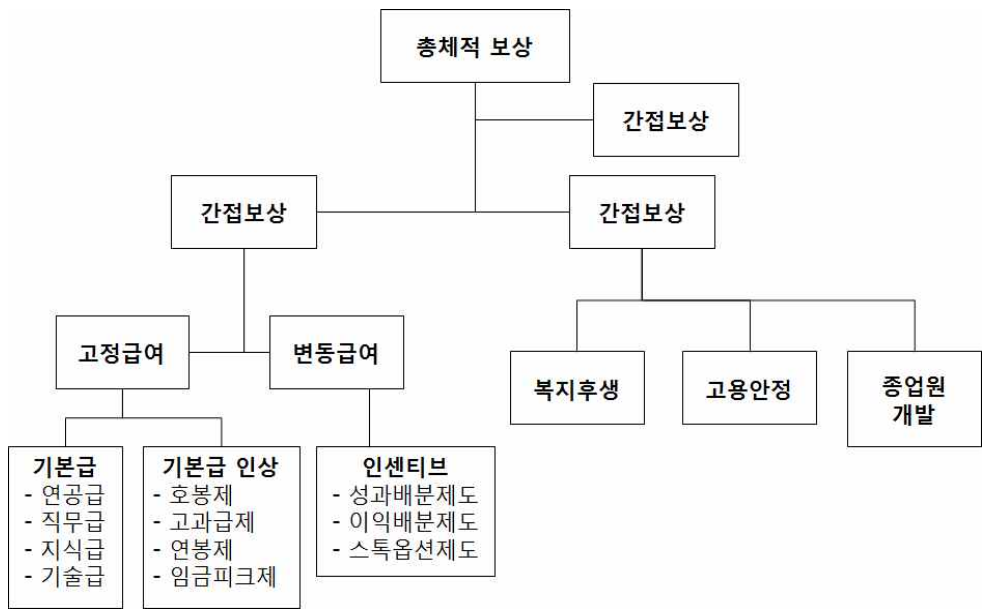 총체적 보상
간접보상
간접보상
간접보상
고정급여
변동급여
복지후생
고용안정
종업원
개발
기본급
- 연공급
- 직무급
- 지식급
- 기술급
기본급 인상
- 호봉제
- 고과급제
- 연봉제
- 임금피크제
인센티브
- 성과배분제도
- 이익배분제도
- 스톡옵션제도